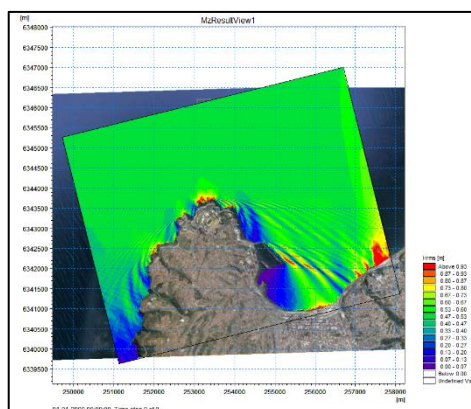 MzResultView1
[m]
6348000
6347500
6347000
6346500
6346000
6345500
6345000
6344500
6344000
6343500
6343000
6342500
6342000
6341500
6341000
6340500
6340000
6339500
250000 251000 252000 253000 254000 255000 256000 257000 258000
[m]
Hrms [m]
Above 0.93
0.87 - 0.93
0.80 - 0.87
0.73 - 0.80
0.67 - 0.73
0.60 - 0.67
0.53 - 0.60
0.47 - 0.53
0.40 - 0.47
0.33 - 0.40
0.27 - 0.33
0.20 - 0.27
0.13 - 0.20
0.07 - 0.13
0.00 - 0.07
Below 0.00
Undefined Va